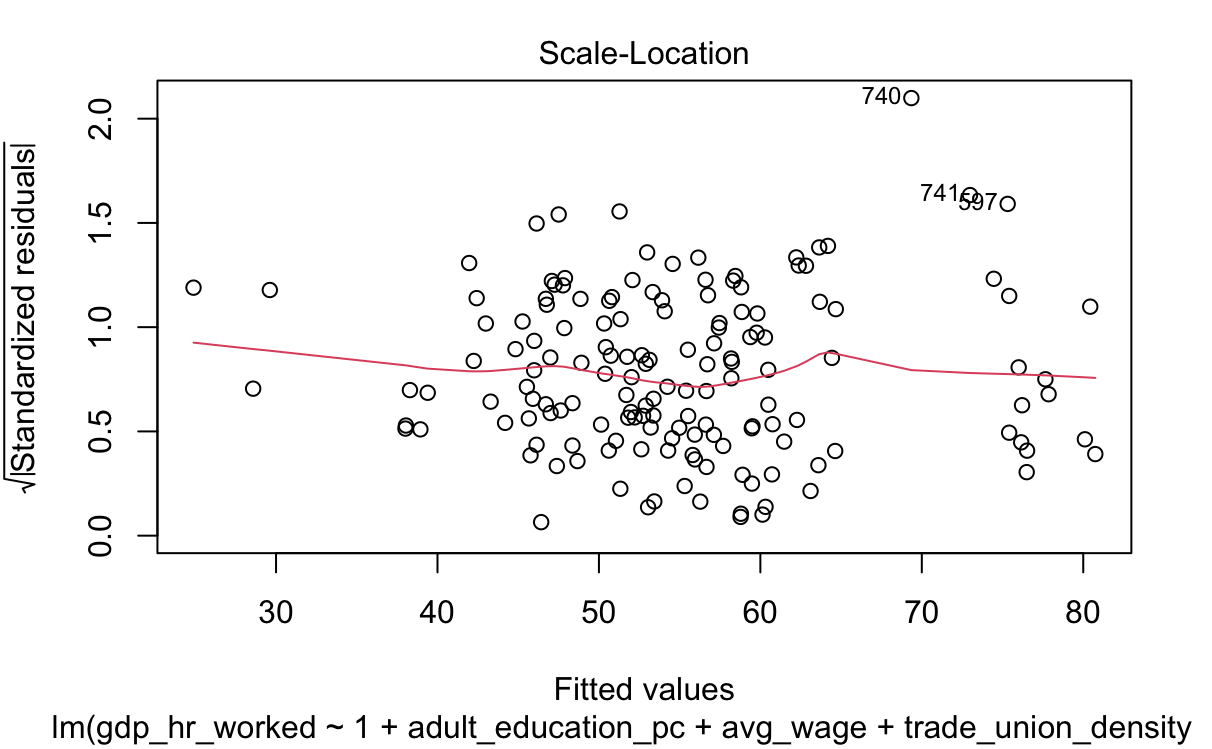 Scale-Location
√|Standardized residuals|
2.0
1.5
1.0
0.5
0.0
740
741
597
30 40 50 60 70 80
Fitted values
lm(gdp_hr_worked ~ 1 + adult_education_pc + avg_wage + trade_union_density